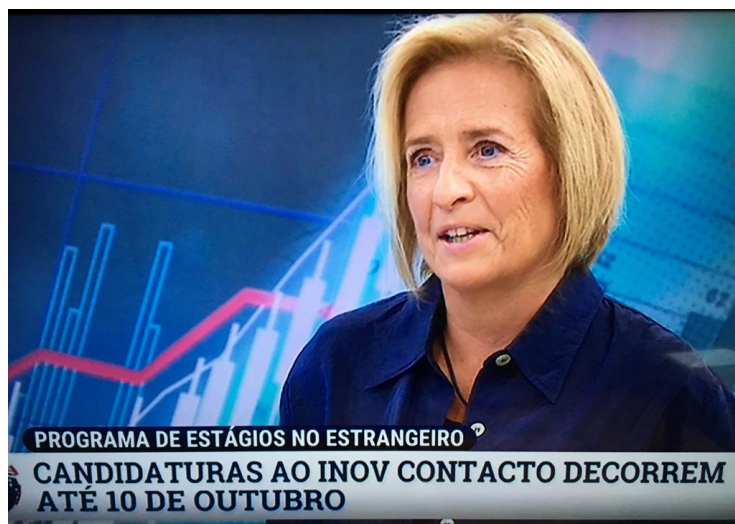 PROGRAMA DE ESTÁGIOS NO ESTRANGEIRO
CANDIDATURAS AO INOV CONTACTO DECORREM
ATÉ 10 DE OUTUBRO